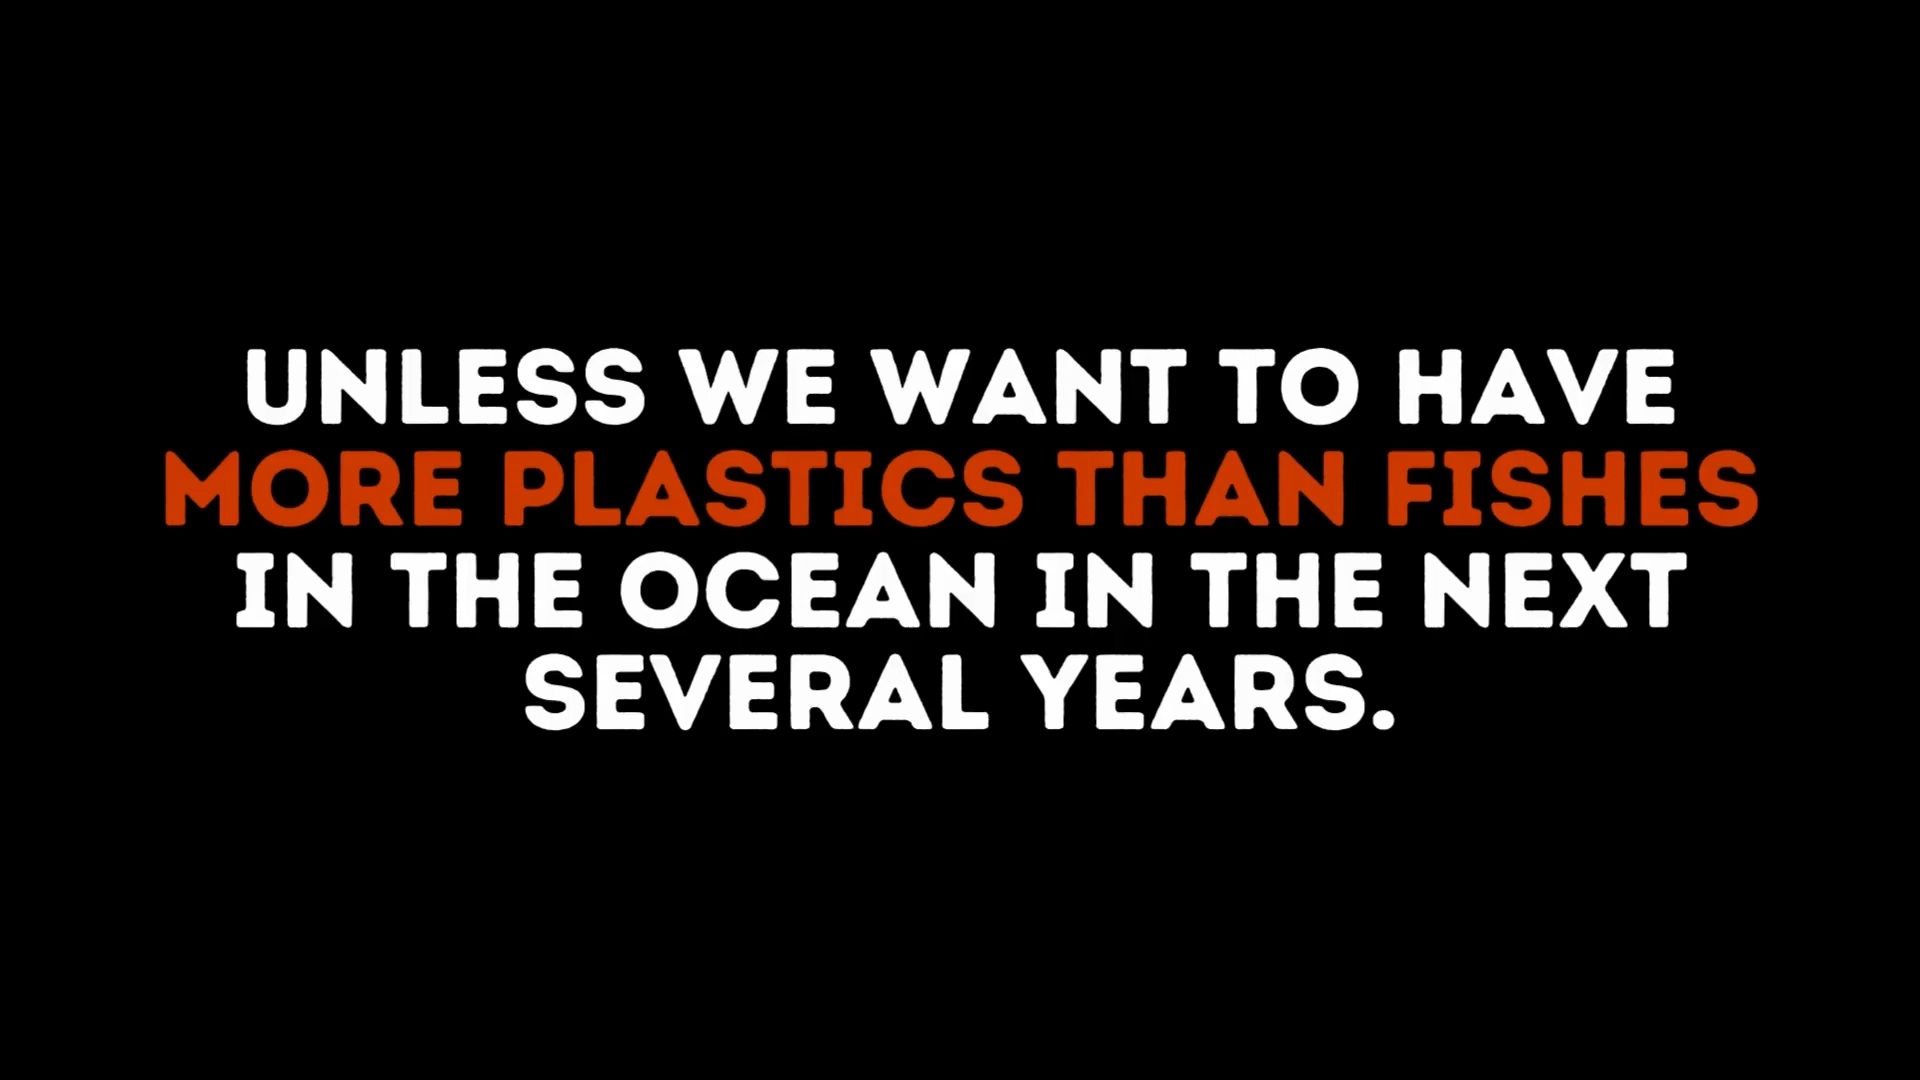 UNLESS WE WANT TO HAVE
MORE PLASTICS THAN FISHES
IN THE OCEAN IN THE NEXT
SEVERAL YEARS.